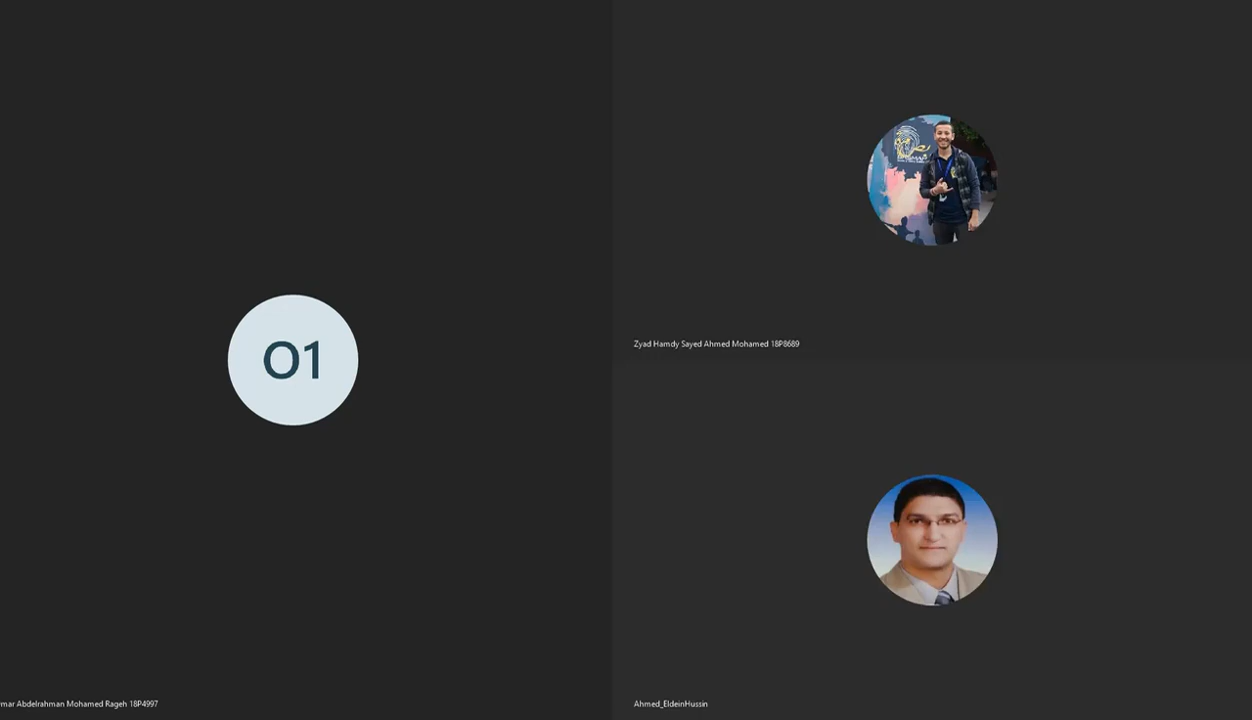 O1
Zyad Hamdy Sayed Ahmed Mohamed 18P8689
mar Abdelrahman Mohamed Rageh 18P4997
Ahmed_EldeinHussin